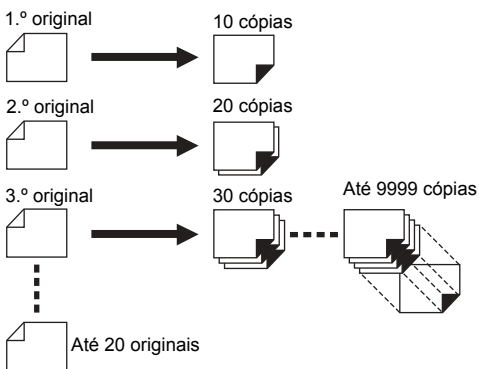 1.º original
10 cópias
2.º original
20 cópias
3.º original
30 cópias
Até 9999 cópias
Até 20 originais